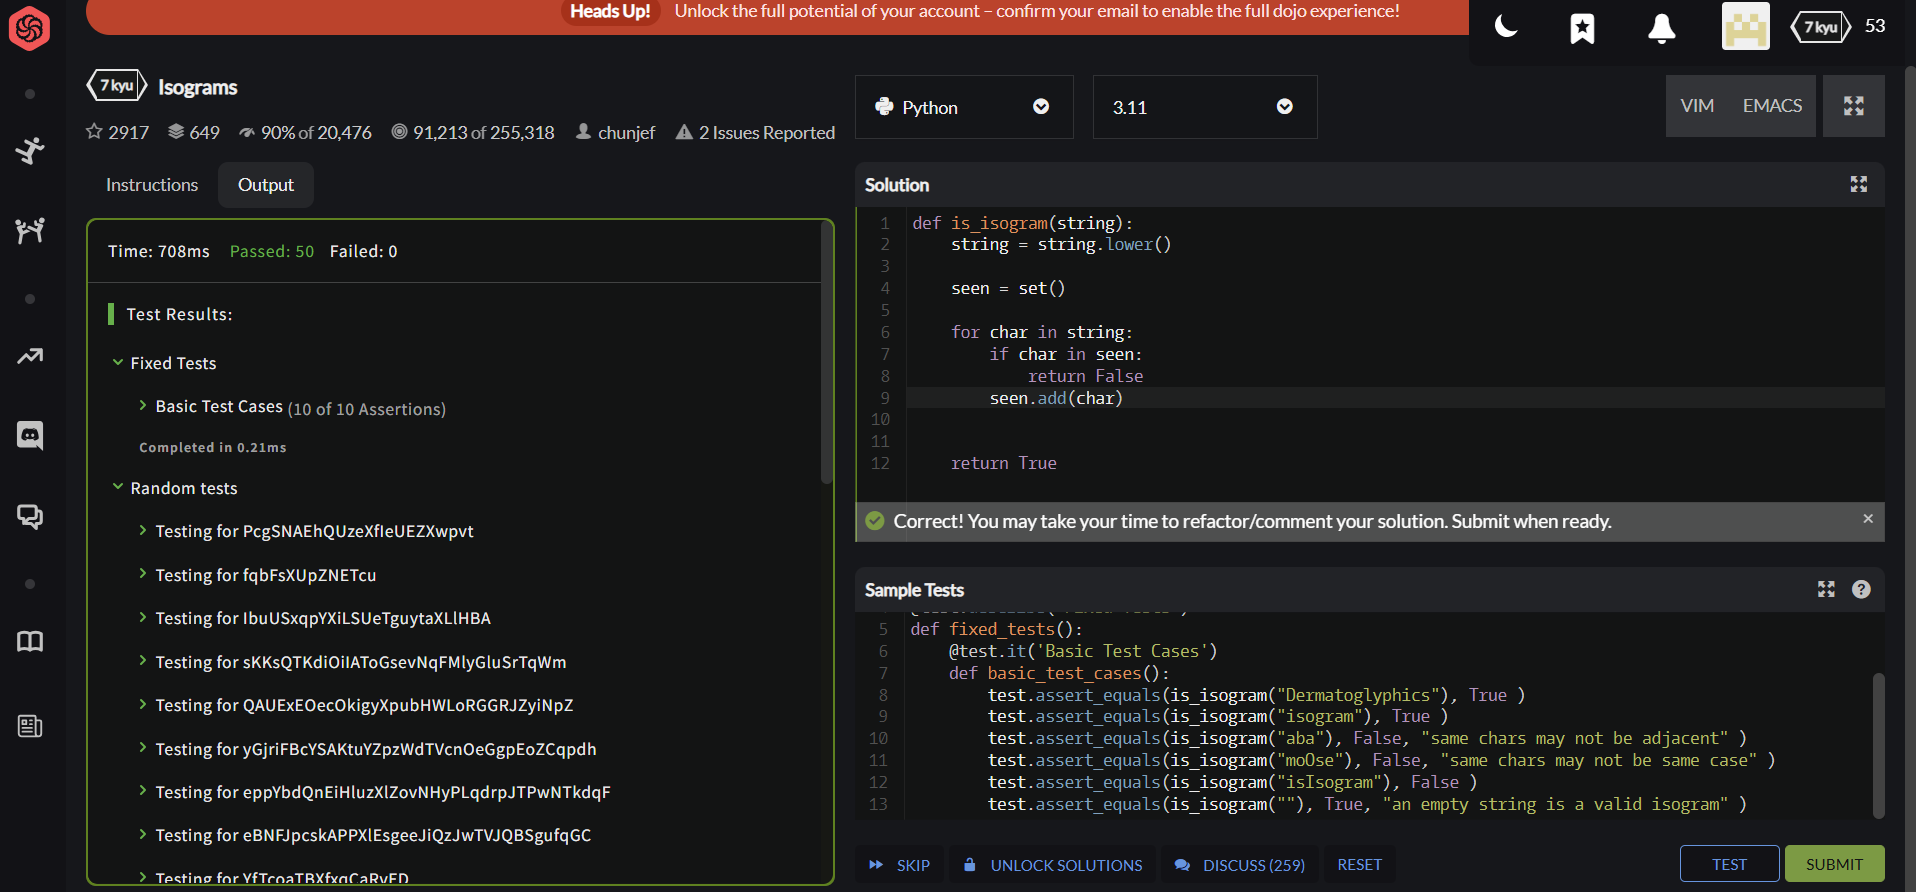 Heads Up! Unlock the full potential of your account – confirm your email to enable the full dojo experience!
7 kyu 53
7 kyu Isograms
2917 649 90% of 20,476 91,213 of 255,318 chunjef 2 Issues Reported
Python
3.11
VIM EMACS
Instructions Output
Time: 708ms Passed: 50 Failed: 0
Test Results:
Fixed Tests
Basic Test Cases (10 of 10 Assertions)
Completed in 0.21ms
Random tests
Testing for PcgSNAEhQUzeXfIeUEZXwpvt
Testing for fqbFsXUpZNETcu
Testing for IbuUSxqpYXiLSUeTguytaXLlHBA
Testing for sKKsQTKdiOiIAToGsevNqFMlyGluSrTqWm
Testing for QAUExEOecOkigyXpubHWLoRGGRJZyiNpZ
Testing for yGjriFBcYSAKtuYZpzWdTVcnOeGgpEoZCqpdh
Testing for eppYbdQnEiHluzXlZovNHyPLqdrpJTPwNTkdqF
Testing for eBNFJpcskAPPXlEsgeeJiQzJwTVJQBSgufqGC
Testing for YfTcoaTBXfxqCaRvFD
Solution
1 def is_isogram(string):
2 string = string.lower()
3
4 seen = set()
5
6 for char in string:
7 if char in seen:
8 return False
9 seen.add(char)
10
11
12 return True
Correct! You may take your time to refactor/comment your solution. Submit when ready.
Sample Tests
5 def fixed_tests():
6 @test.it('Basic Test Cases')
7 def basic_test_cases():
8 test.assert_equals(is_isogram("Dermatoglyphics"), True )
9 test.assert_equals(is_isogram("isogram"), True )
10 test.assert_equals(is_isogram("aba"), False, "same chars may not be adjacent" )
11 test.assert_equals(is_isogram("moOse"), False, "same chars may not be same case" )
12 test.assert_equals(is_isogram("isIsogram"), False )
13 test.assert_equals(is_isogram(""), True, "an empty string is a valid isogram" )
SKIP UNLOCK SOLUTIONS DISCUSS (259) RESET TEST SUBMIT